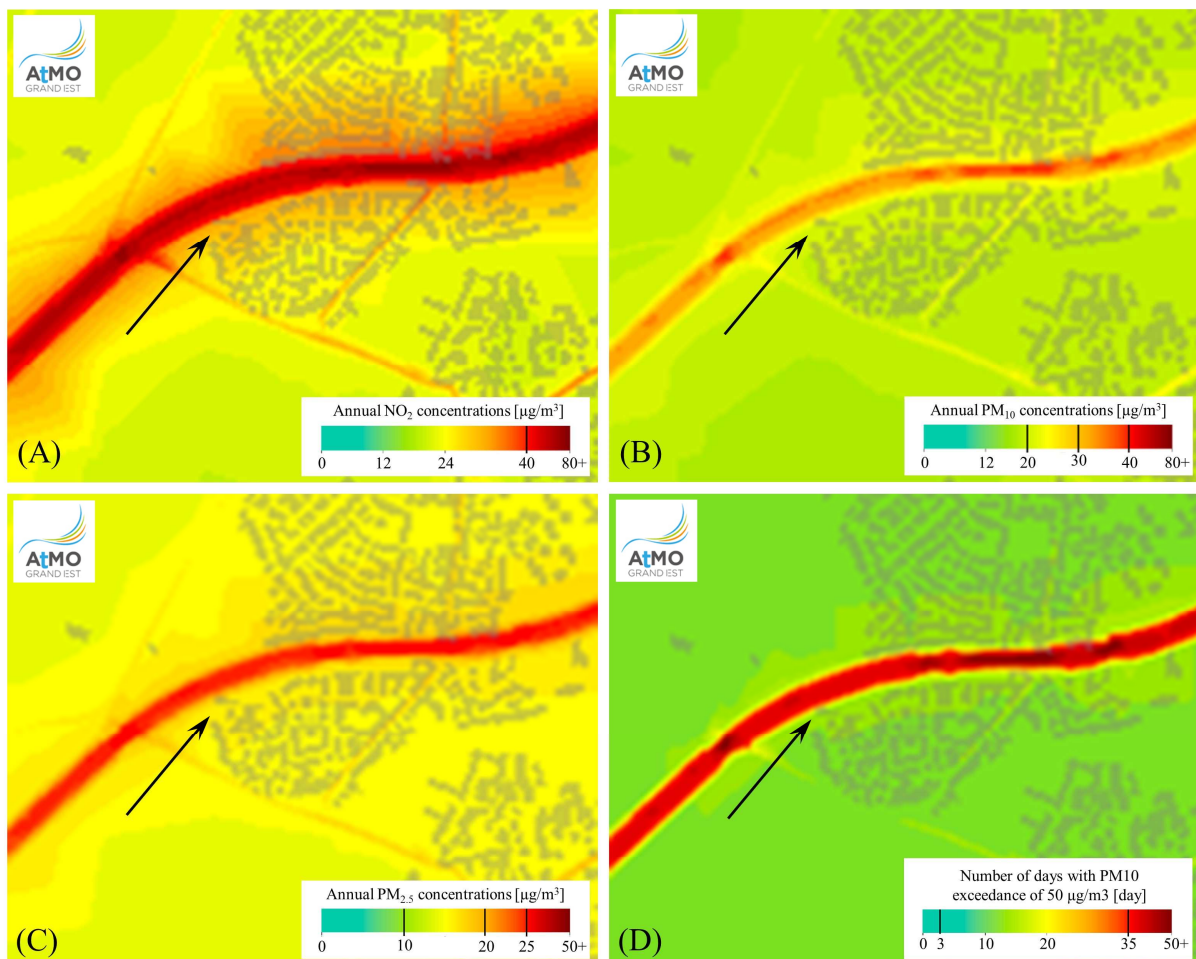 AtMO
GRAND EST
Annual NO₂ concentrations [µg/m³]
0 12 24 40 80+
(A)
AtMO
GRAND EST
Annual PM₁₀ concentrations [µg/m³]
0 12 20 30 40 80+
(B)
AtMO
GRAND EST
Annual PM₂.₅ concentrations [µg/m³]
0 10 20 25 50+
(C)
AtMO
GRAND EST
Number of days with PM10
exceedance of 50 µg/m3 [day]
0 3 10 20 35 50+
(D)